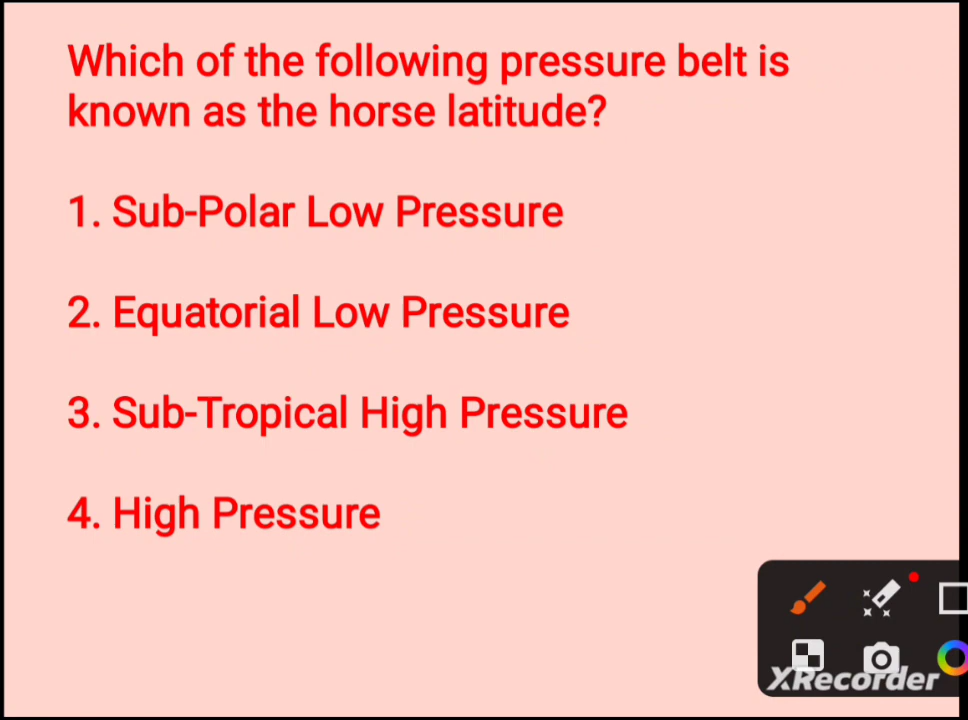 Which of the following pressure belt is
known as the horse latitude?
1. Sub-Polar Low Pressure
2. Equatorial Low Pressure
3. Sub-Tropical High Pressure
4. High Pressure
XRecorder